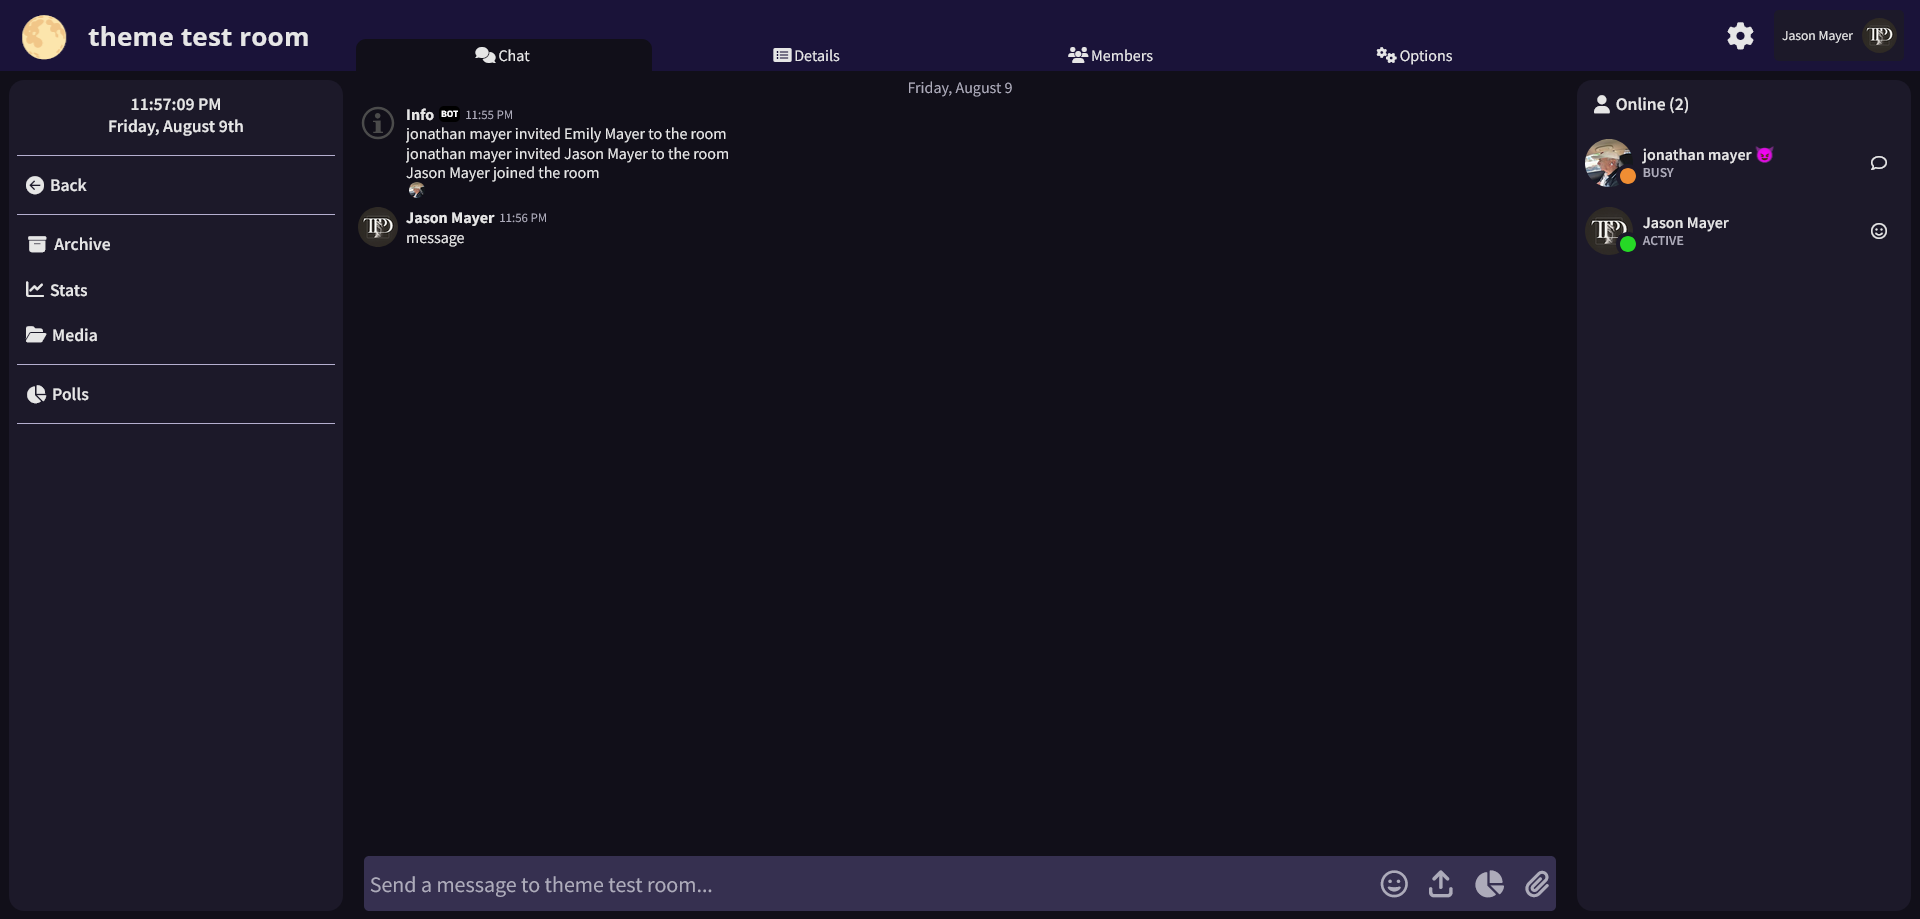 theme test room
Chat
Details
Members
Options
Jason Mayer
11:57:09 PM
Friday, August 9th
Back
Archive
Stats
Media
Polls
Friday, August 9
Info BOT 11:55 PM
jonathan mayer invited Emily Mayer to the room
jonathan mayer invited Jason Mayer to the room
Jason Mayer joined the room
Jason Mayer 11:56 PM
message
Send a message to theme test room...
Online (2)
jonathan mayer 😈
BUSY
Jason Mayer
ACTIVE